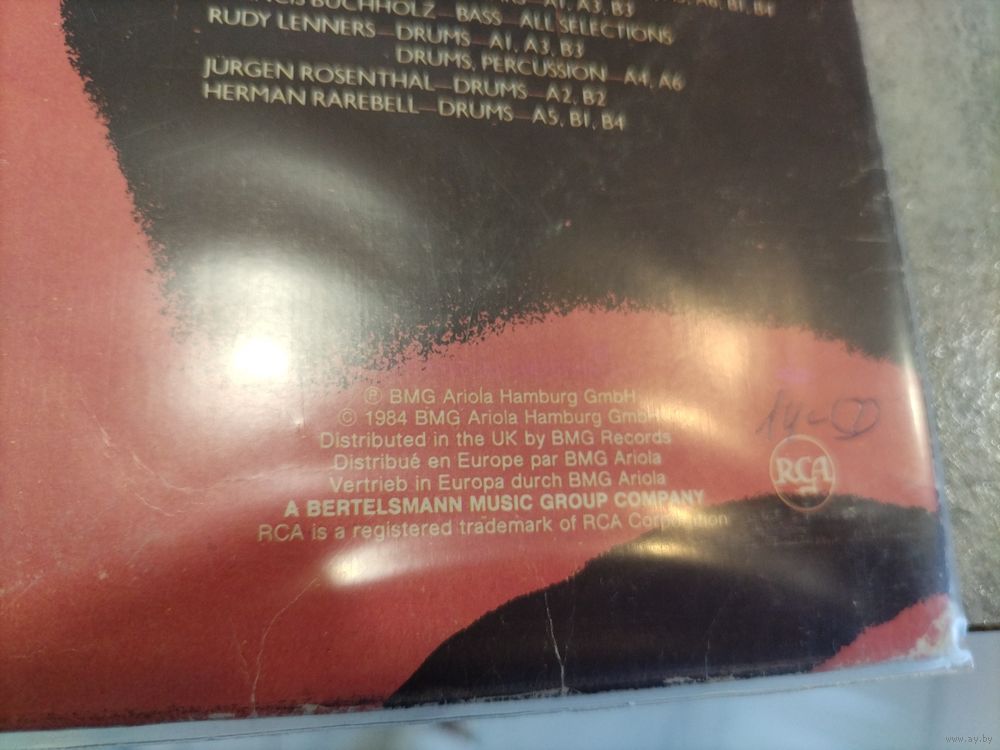 BUCHHOLZ—BASS—ALL SELECTIONS
RUDY LENNERS—DRUMS—A1, A3, B3
DRUMS, PERCUSSION—A4, A6
JÜRGEN ROSENTHAL—DRUMS—A2, B2
HERMAN RAREBELL—DRUMS—A5, B1, B4
℗ BMG Ariola Hamburg GmbH
© 1984 BMG Ariola Hamburg GmbH
Distributed in the UK by BMG Records
Distribué en Europe par BMG Ariola
Vertrieb in Europa durch BMG Ariola
A BERTELSMANN MUSIC GROUP COMPANY
RCA is a registered trademark of RCA Corporation
RCA
www.ay.by